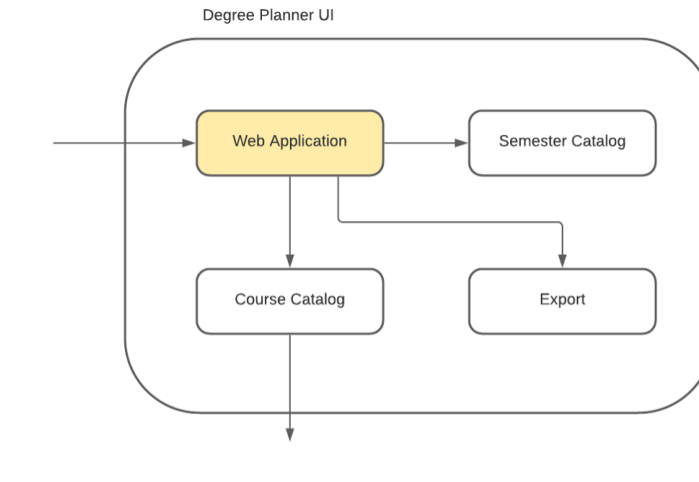 Degree Planner UI
Web Application
Semester Catalog
Course Catalog
Export